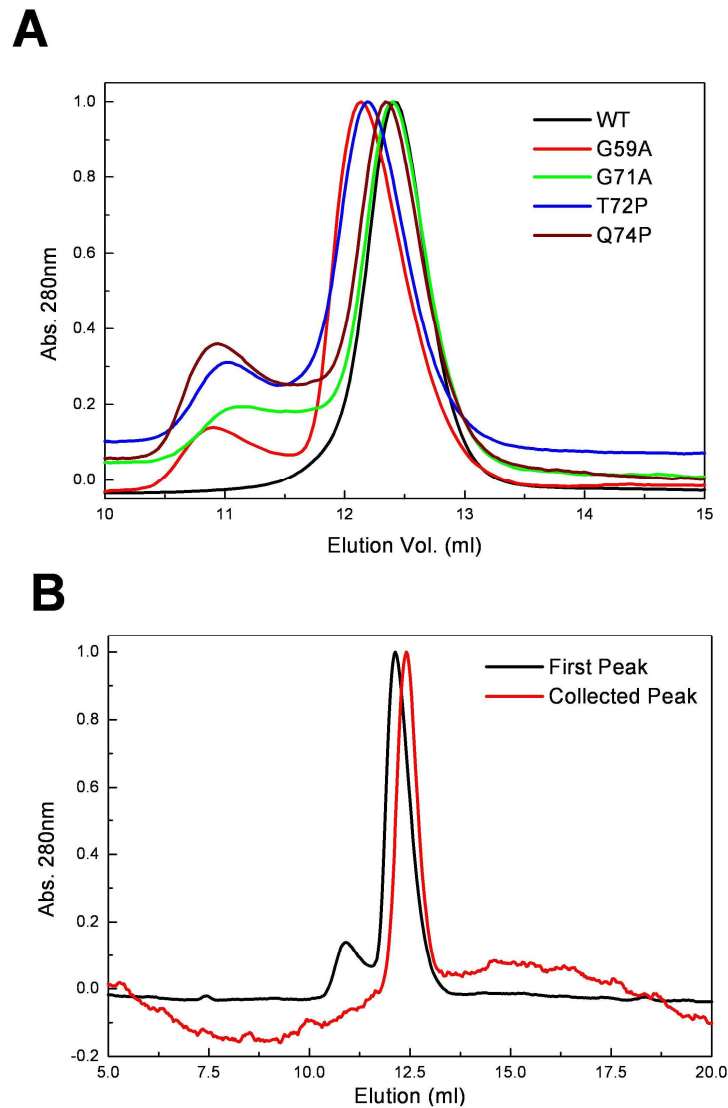 A
WT
G59A
G71A
T72P
Q74P
1.0
0.8
0.6
0.4
0.2
0.0
Abs. 280nm
10 11 12 13 14 15
Elution Vol. (ml)
B
First Peak
Collected Peak
1.0
0.8
0.6
0.4
0.2
0.0
-0.2
Abs. 280nm
5.0 7.5 10.0 12.5 15.0 17.5 20.0
Elution (ml)